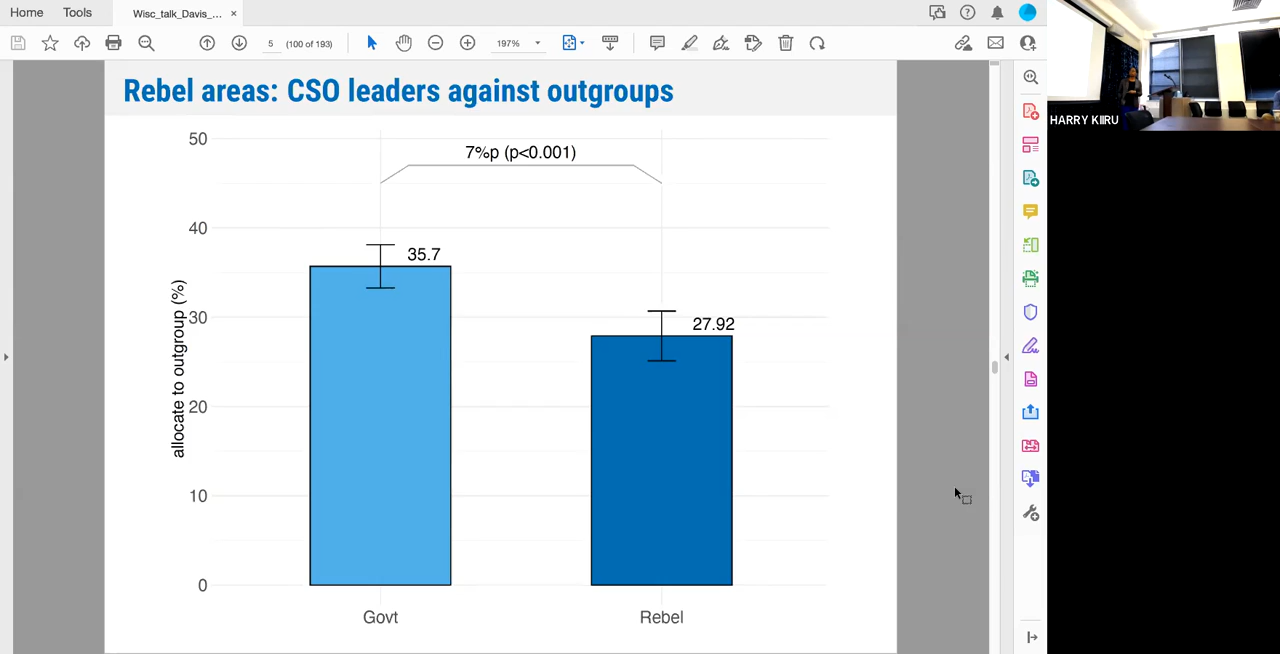 Home
Tools
Wisc_talk_Davis_... ×
5 (100 of 193)
197%
HARRY KIIRU
Rebel areas: CSO leaders against outgroups
50
7%p (p<0.001)
40
35.7
30
27.92
allocate to outgroup (%)
20
10
0
Govt
Rebel